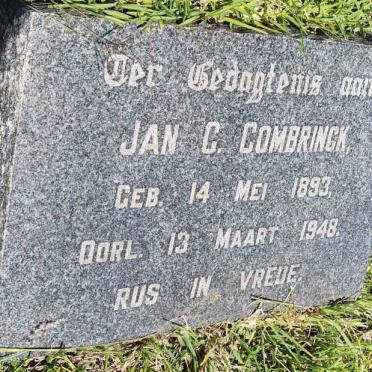 Ter Gedagtenis aan
JAN C. COMBRINCK,
GEB. 14 MEI 1893,
OORL. 13 MAART 1948.
RUS IN VREDE.